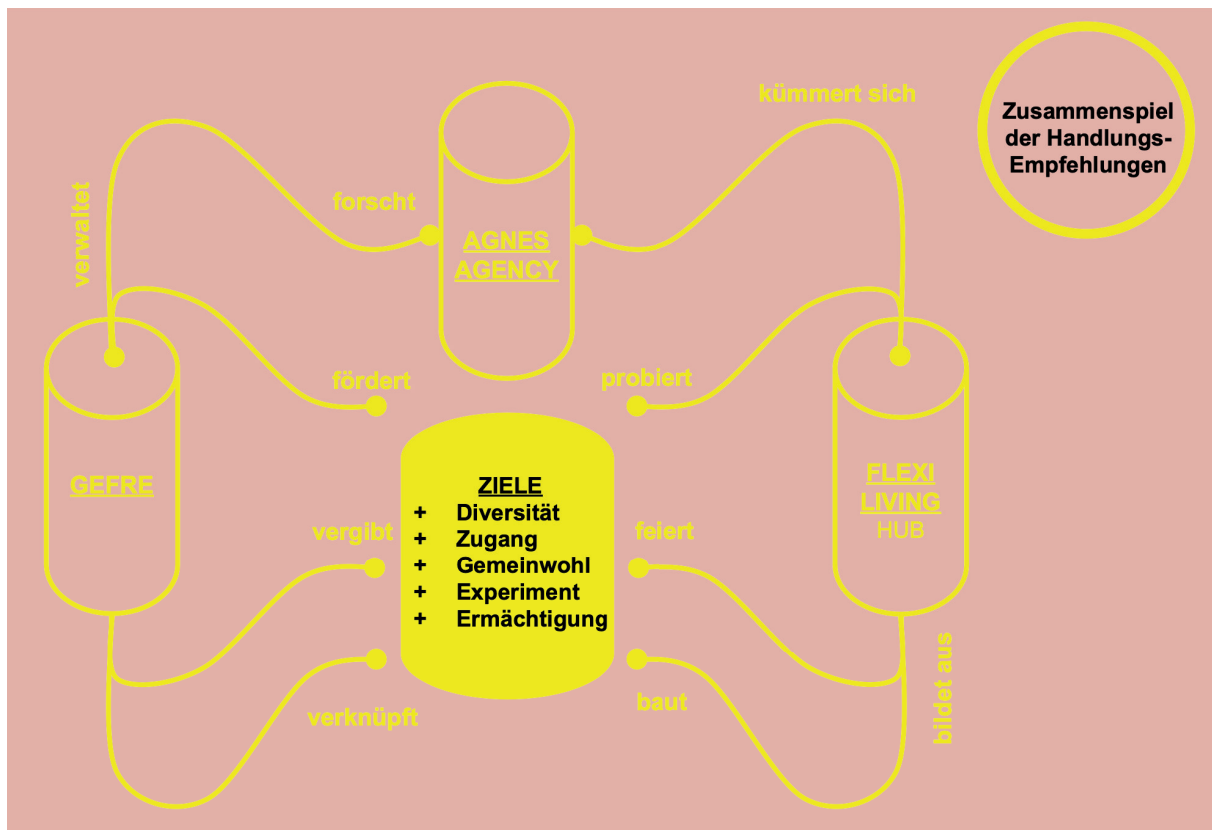 Zusammenspiel
der Handlungs-
Empfehlungen
kümmert sich
verwaltet
forscht
AGNES
AGENCY
fördert
probiert
GEFRE
FLEXI
LIVING
HUB
ZIELE
+ Diversität
+ Zugang
+ Gemeinwohl
+ Experiment
+ Ermächtigung
vergibt
feiert
verknüpft
baut
bildet aus